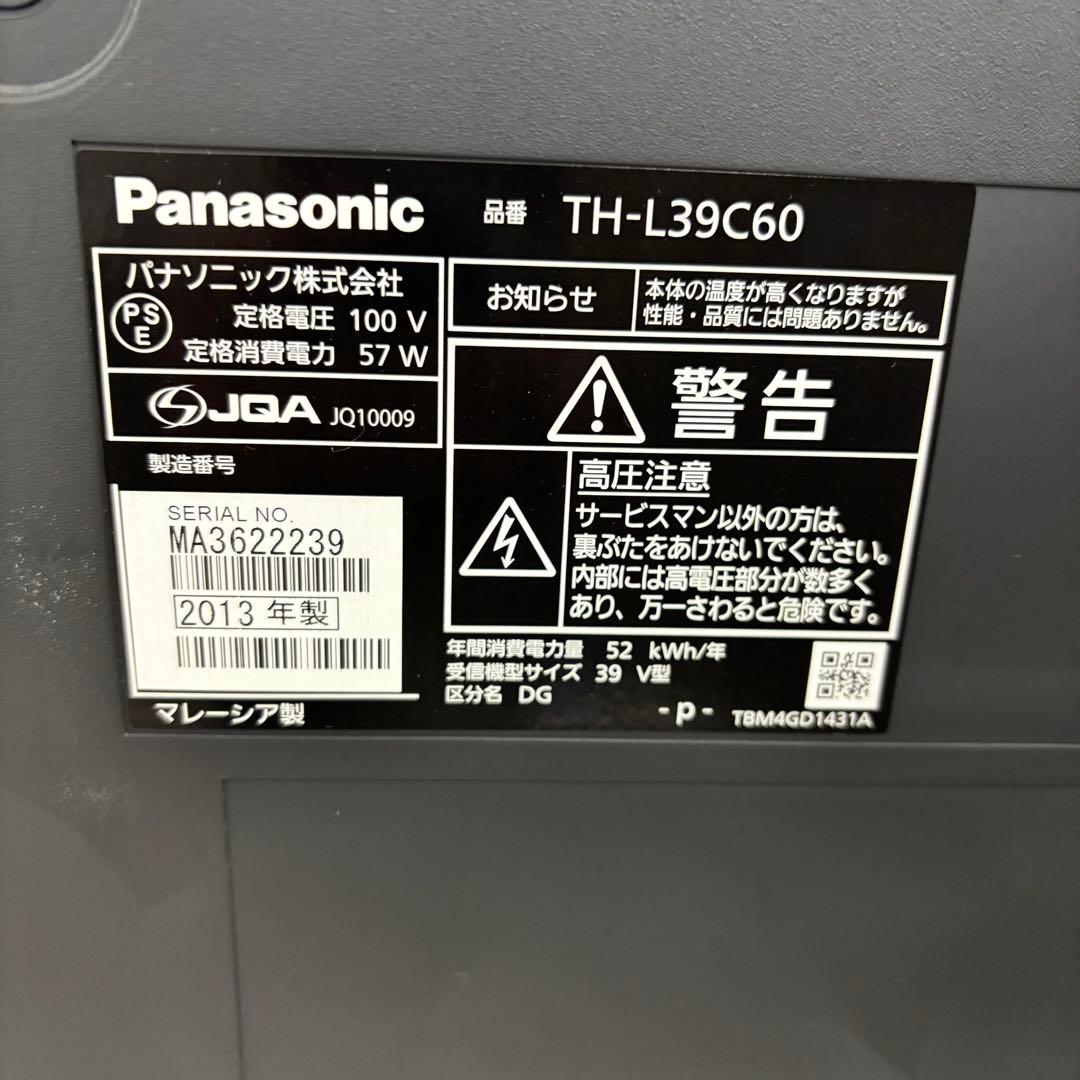 Panasonic 品番 TH-L39C60
パナソニック株式会社
PS
E
定格電圧 100 V
定格消費電力 57 W
JQA JQ10009
お知らせ
本体の温度が高くなりますが
性能・品質には問題ありません。
警告
高圧注意
サービスマン以外の方は、
裏ぶたをあけないでください。
内部には高電圧部分が数多く
あり、万一さわると危険です。
製造番号
SERIAL NO.
MA3622239
2013 年製
マレーシア製
年間消費電力量 52 kWh/年
受信機型サイズ 39 V型
区分名 DG
- p -
TBM4GD1431A